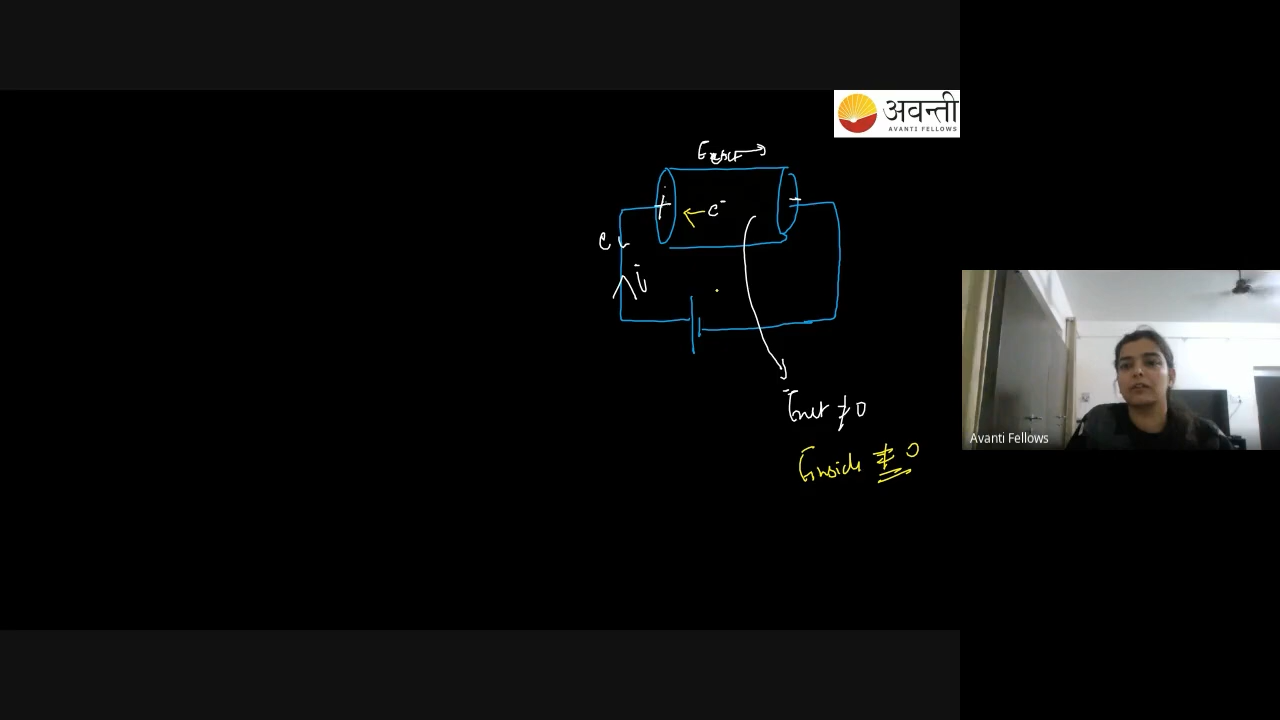 अवन्ती
AVANTI FELLOWS
E
+
e⁻
-
e
i
Enet ≠ 0
Einside ≠ 0
Avanti Fellows